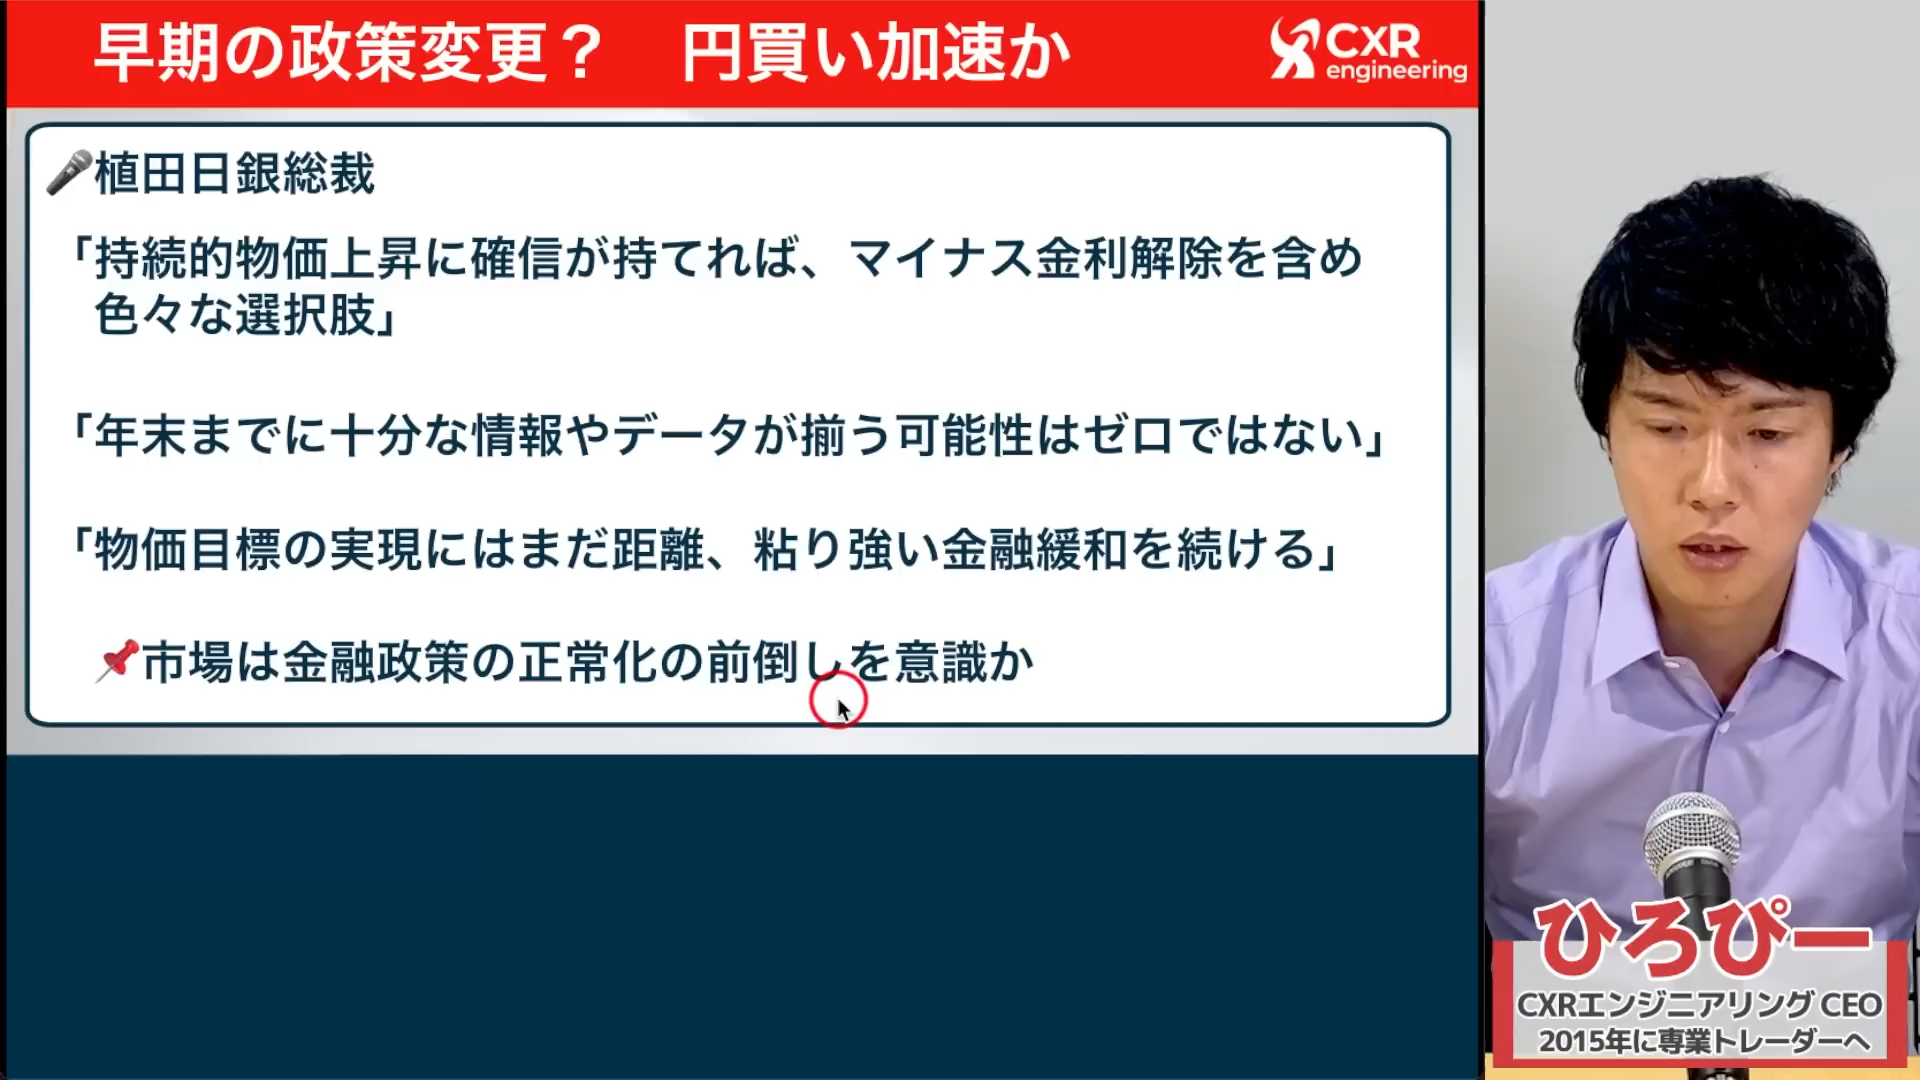 早期の政策変更？　円買い加速か
CXR
engineering
植田日銀総裁
「持続的物価上昇に確信が持てれば、マイナス金利解除を含め
色々な選択肢」
「年末までに十分な情報やデータが揃う可能性はゼロではない」
「物価目標の実現にはまだ距離、粘り強い金融緩和を続ける」
市場は金融政策の正常化の前倒しを意識か
ひろぴー
CXRエンジニアリング CEO
2015年に専業トレーダーへ